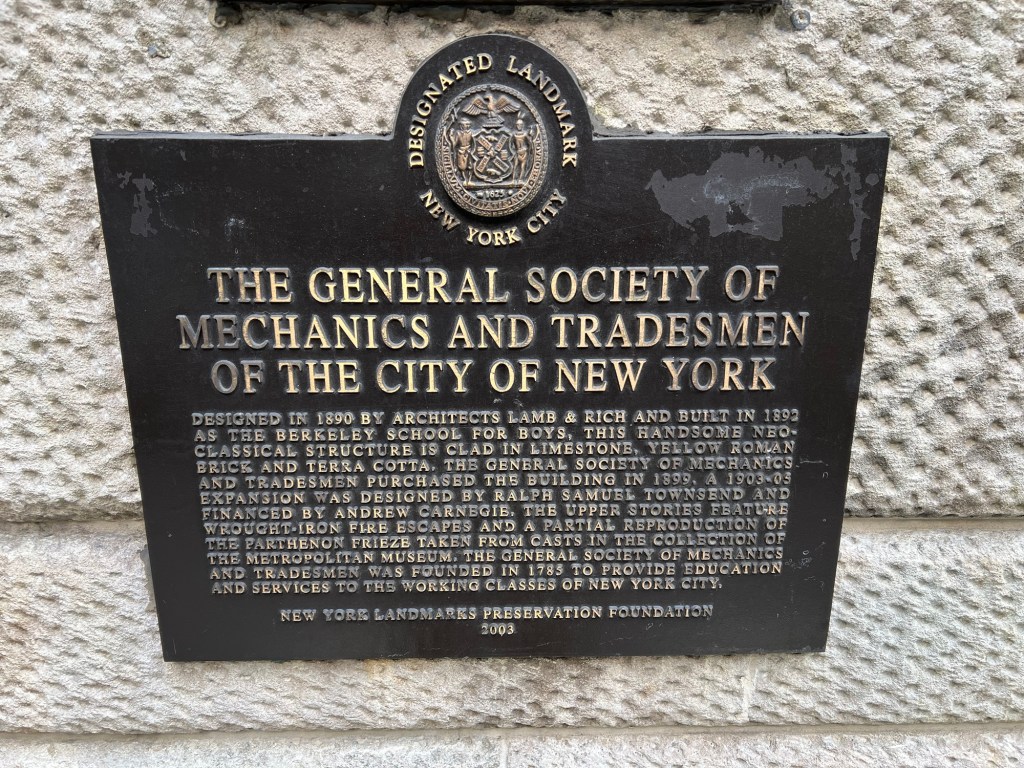 DESIGNATED LANDMARK
NEW YORK CITY
1625
THE GENERAL SOCIETY OF
MECHANICS AND TRADESMEN
OF THE CITY OF NEW YORK
DESIGNED IN 1890 BY ARCHITECTS LAMB & RICH AND BUILT IN 1892
AS THE BERKELEY SCHOOL FOR BOYS, THIS HANDSOME NEO-
CLASSICAL STRUCTURE IS CLAD IN LIMESTONE, YELLOW ROMAN
BRICK AND TERRA COTTA. THE GENERAL SOCIETY OF MECHANICS
AND TRADESMEN PURCHASED THE BUILDING IN 1899. A 1903-05
EXPANSION WAS DESIGNED BY RALPH SAMUEL TOWNSEND AND
FINANCED BY ANDREW CARNEGIE. THE UPPER STORIES FEATURE
WROUGHT-IRON FIRE ESCAPES AND A PARTIAL REPRODUCTION OF
THE PARTHENON FRIEZE TAKEN FROM CASTS IN THE COLLECTION OF
THE METROPOLITAN MUSEUM. THE GENERAL SOCIETY OF MECHANICS
AND TRADESMEN WAS FOUNDED IN 1785 TO PROVIDE EDUCATION
AND SERVICES TO THE WORKING CLASSES OF NEW YORK CITY.
NEW YORK LANDMARKS PRESERVATION FOUNDATION
2003